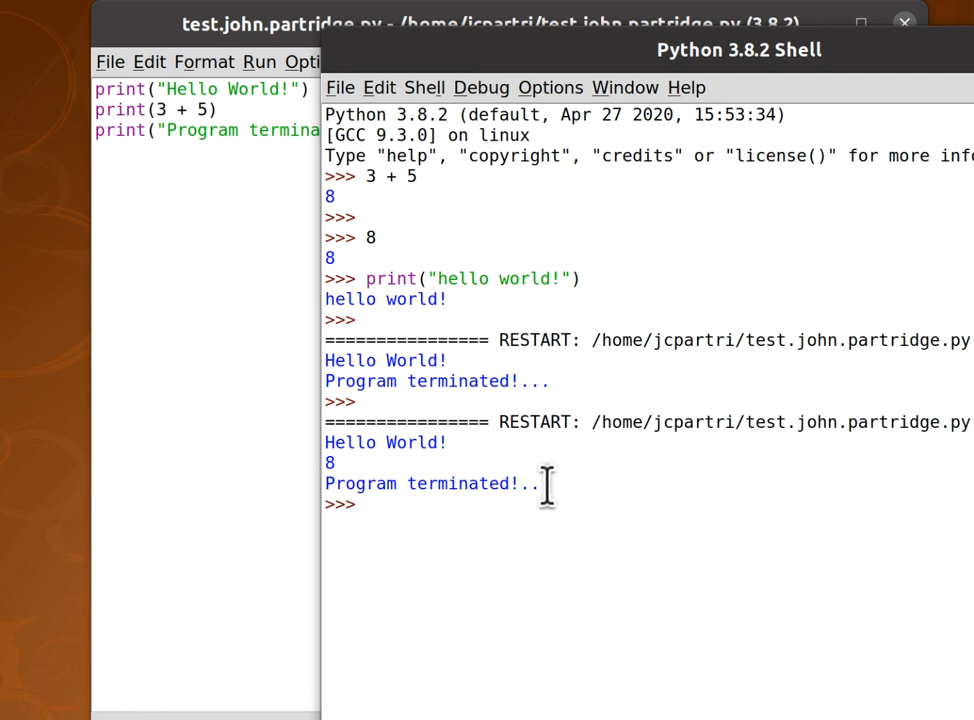 test.john.partridge.py - /home/jcpartri/test.john.partridge.py (3.8.2)
File Edit Format Run Opti
print("Hello World!")
print(3 + 5)
print("Program termina
Python 3.8.2 Shell
File Edit Shell Debug Options Window Help
Python 3.8.2 (default, Apr 27 2020, 15:53:34)
[GCC 9.3.0] on linux
Type "help", "copyright", "credits" or "license()" for more info
>>> 3 + 5
8
>>>
>>> 8
8
>>> print("hello world!")
hello world!
>>>
================ RESTART: /home/jcpartri/test.john.partridge.py
Hello World!
Program terminated!...
>>>
================ RESTART: /home/jcpartri/test.john.partridge.py
Hello World!
8
Program terminated!..
>>>